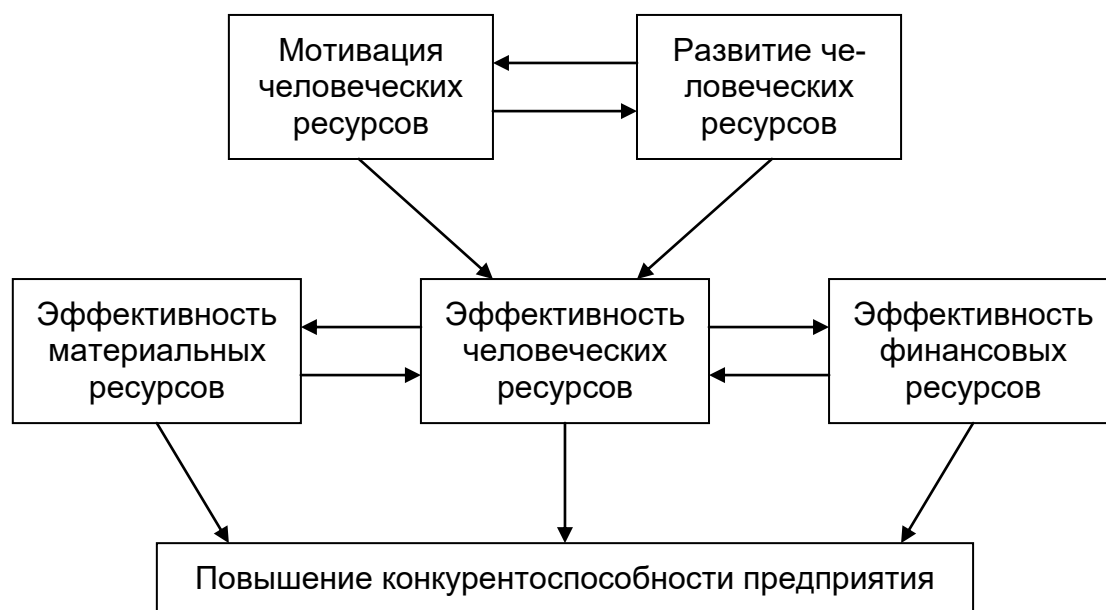 Мотивация
человеческих
ресурсов
Развитие че-
ловеческих
ресурсов
Эффективность
материальных
ресурсов
Эффективность
человеческих
ресурсов
Эффективность
финансовых
ресурсов
Повышение конкурентоспособности предприятия